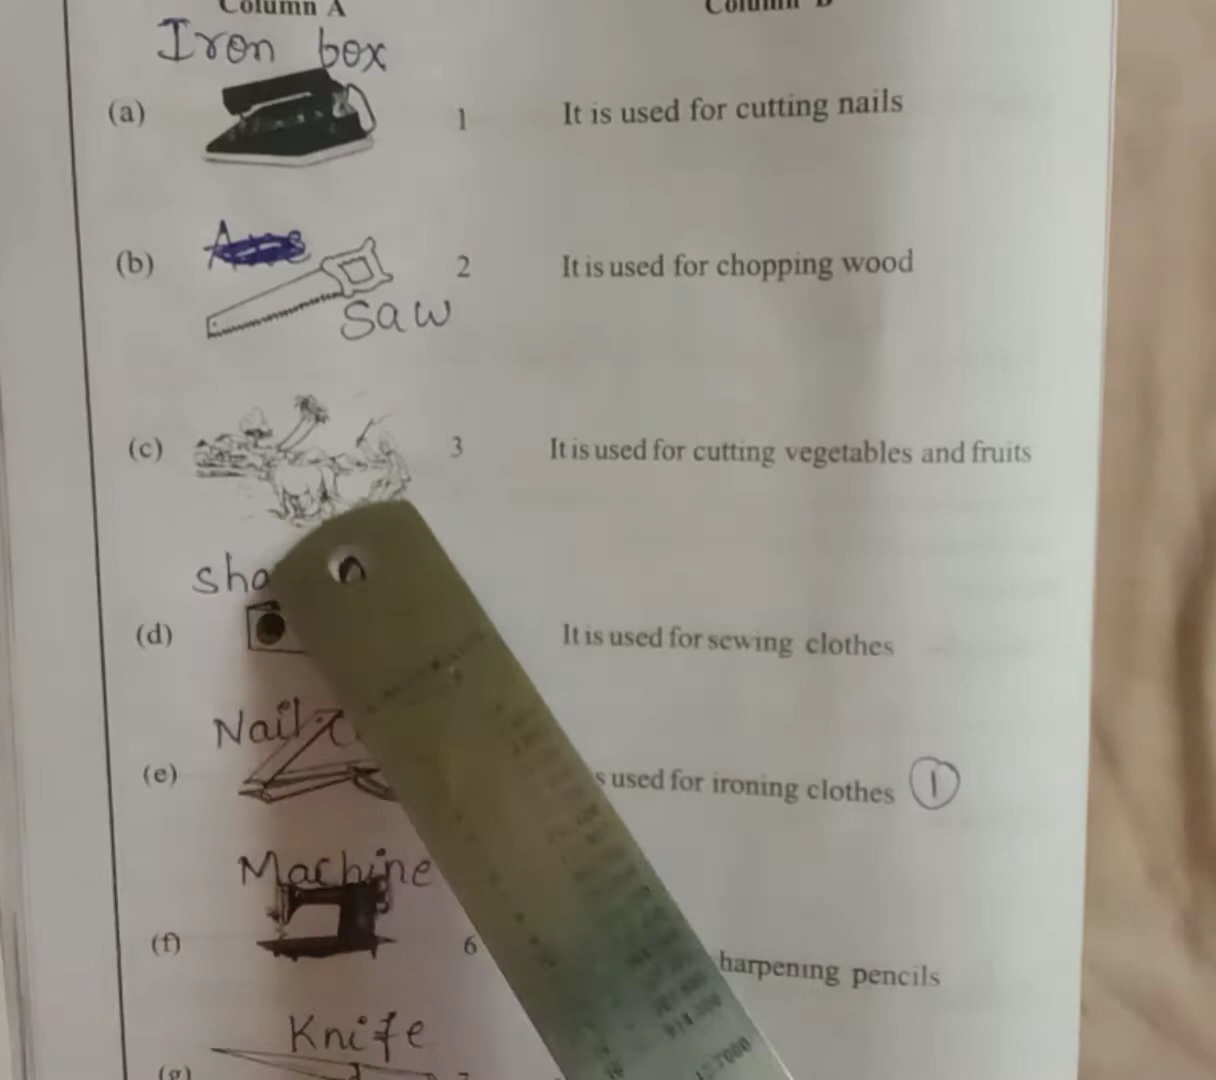 Column A Column B
Iron box
(a) 1 It is used for cutting nails
(b) 2 It is used for chopping wood
Saw
(c) 3 It is used for cutting vegetables and fruits
sha
(d) It is used for sewing clothes
Nail
(e) s used for ironing clothes 1
Machine
(f) 6 harpening pencils
Knife
(g)